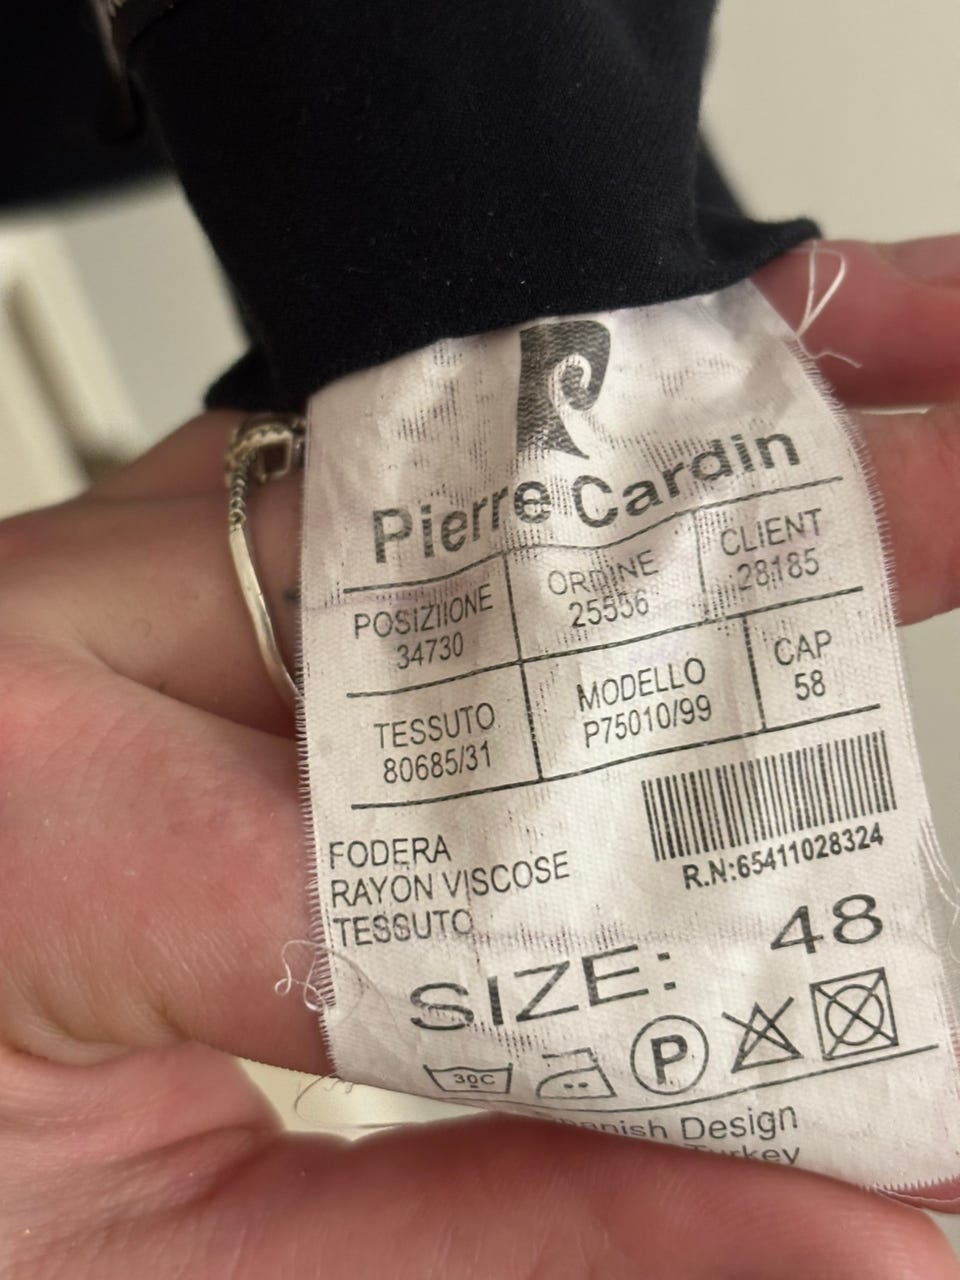 Pierre Cardin
POSIZIIONE ORDINE CLIENT
34730 25556 28185
TESSUTO MODELLO CAP
80685/31 P75010/99 58
FODERA
RAYON VISCOSE
TESSUTO
R.N:65411028324
SIZE: 48
30C P
Design
Turkey